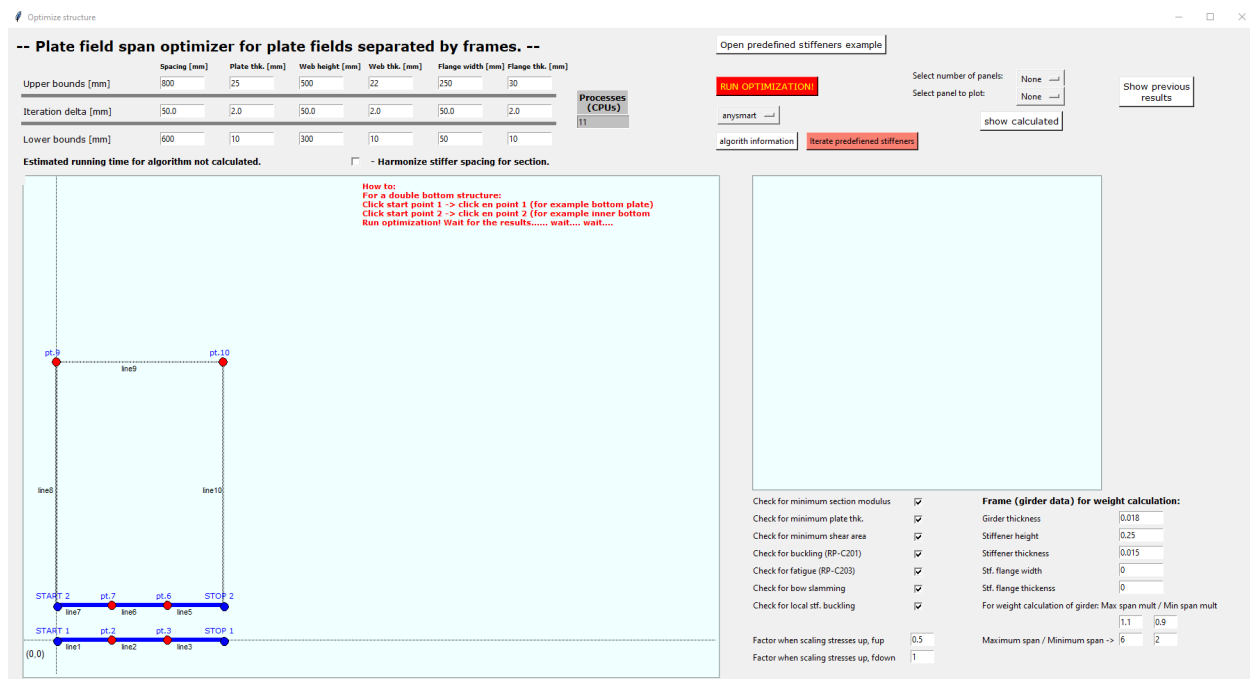 Optimize structure
-- Plate field span optimizer for plate fields separated by frames. --
Open predefined stiffeners example
Spacing [mm] Plate thk. [mm] Web height [mm] Web thk. [mm] Flange width [mm] Flange thk. [mm]
Upper bounds [mm] 800 25 500 22 250 30
Iteration delta [mm] 50.0 2.0 50.0 2.0 50.0 2.0
Lower bounds [mm] 600 10 300 10 50 10
Processes
(CPUs)
11
RUN OPTIMIZATION!
anysmart
algorith information
Iterate predefiened stiffeners
Select number of panels: None
Select panel to plot: None
show calculated
Show previous
results
Estimated running time for algorithm not calculated.
- Harmonize stiffer spacing for section.
How to:
For a double bottom structure:
Click start point 1 -> click en point 1 (for example bottom plate)
Click start point 2 -> click en point 2 (for example inner bottom
Run optimization! Wait for the results...... wait.... wait....
pt.9 pt.10
line9
line8 line10
START 2 pt.7 pt.6 STOP 2
line7 line6 line5
START 1 pt.2 pt.3 STOP 1
line1 line2 line3
(0,0)
Check for minimum section modulus
Check for minimum plate thk.
Check for minimum shear area
Check for buckling (RP-C201)
Check for fatigue (RP-C203)
Check for bow slamming
Check for local stf. buckling
Factor when scaling stresses up, fup 0.5
Factor when scaling stresses up, fdown 1
Frame (girder data) for weight calculation:
Girder thickness 0.018
Stiffener height 0.25
Stiffener thickness 0.015
Stf. flange width 0
Stf. flange thickenss 0
For weight calculation of girder: Max span mult / Min span mult
1.1 0.9
Maximum span / Minimum span -> 6 2